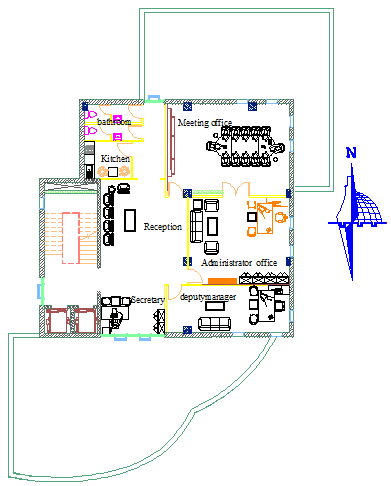 bathroom
Meeting office
N
Kitchen
Reception
Administrator office
Secretary
deputymanager